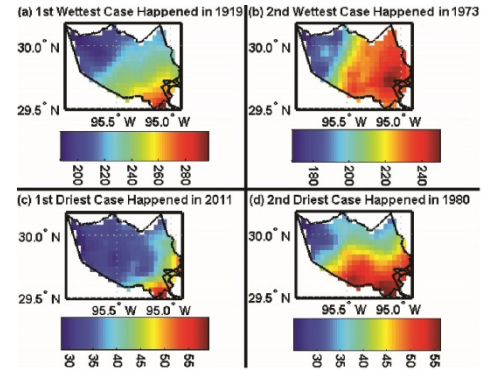 (a) 1st Wettest Case Happened in 1919
30.0° N
29.5° N
95.5° W 95.0° W
200 220 240 260 280
(b) 2nd Wettest Case Happened in 1973
30.0° N
29.5° N
95.5° W 95.0° W
180 200 220 240
(c) 1st Driest Case Happened in 2011
30.0° N
29.5° N
95.5° W 95.0° W
30 35 40 45 50 55
(d) 2nd Driest Case Happened in 1980
30.0° N
29.5° N
95.5° W 95.0° W
30 35 40 45 50 55